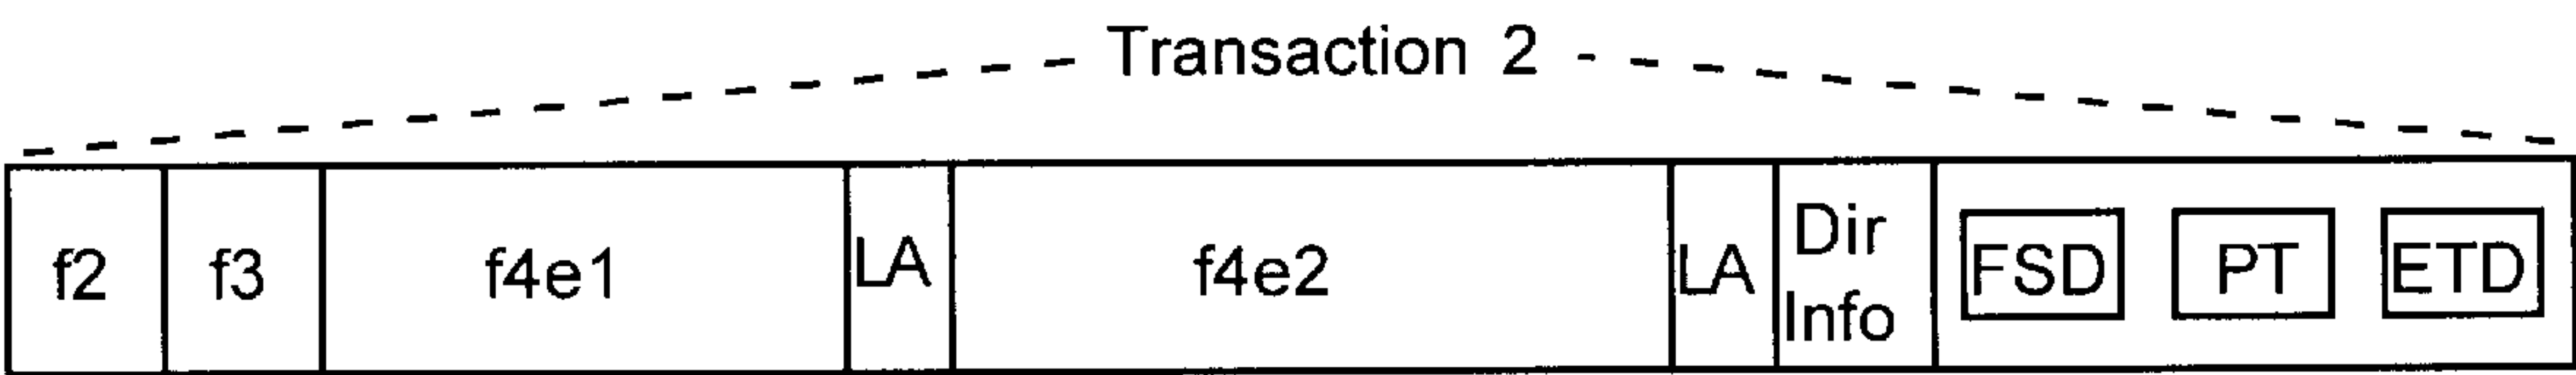 Transaction 2
f2 f3 f4e1 LA f4e2 LA Dir Info FSD PT ETD